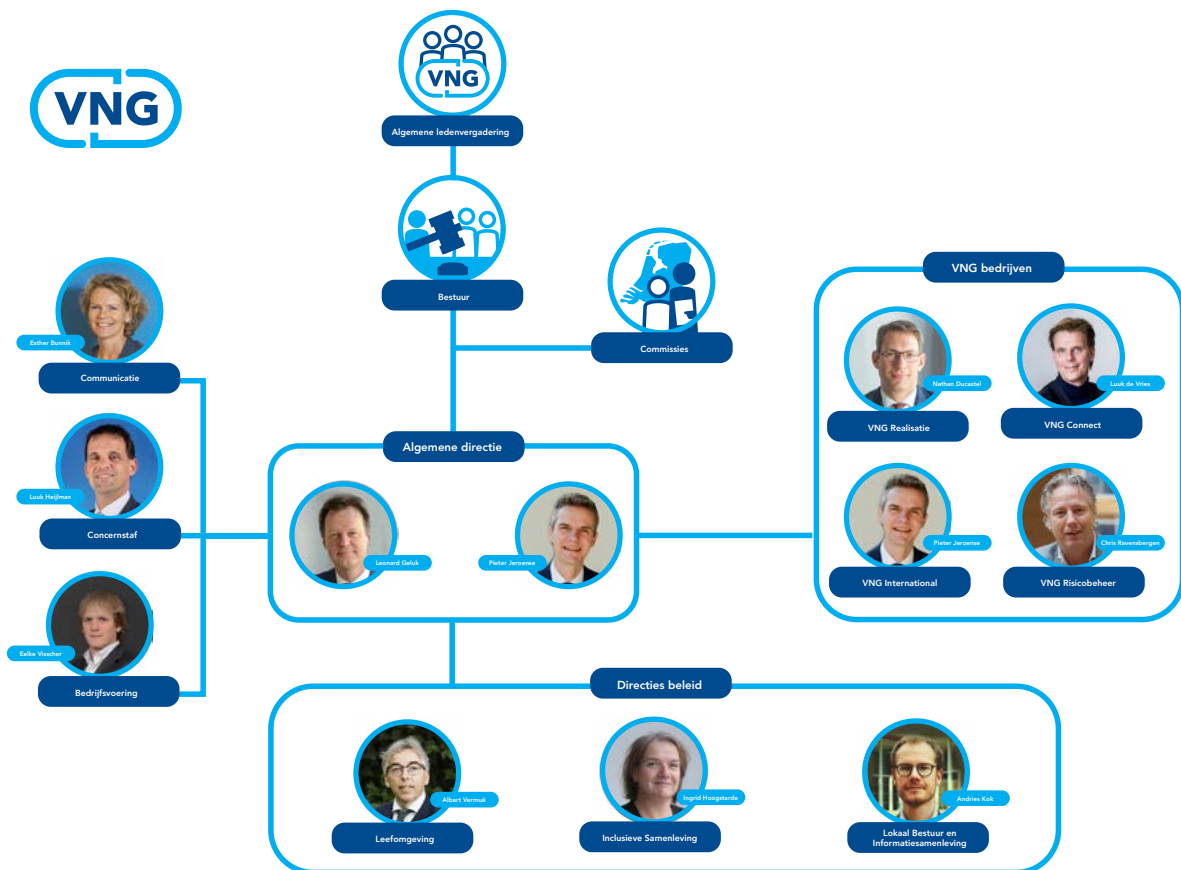 VNG
VNG
Algemene ledenvergadering
Bestuur
Commissies
Esther Bunnik
Communicatie
Luuk Heijlman
Concernstaf
Eelke Visscher
Bedrijfsvoering
Algemene directie
Leonard Geluk
Pieter Jeroense
VNG bedrijven
Nathan Ducastel
VNG Realisatie
Luuk de Vries
VNG Connect
Pieter Jeroense
VNG International
Chris Ravensbergen
VNG Risicobeheer
Directies beleid
Albert Vermuë
Leefomgeving
Ingrid Hoogstrate
Inclusieve Samenleving
Andries Kok
Lokaal Bestuur en
Informatiesamenleving